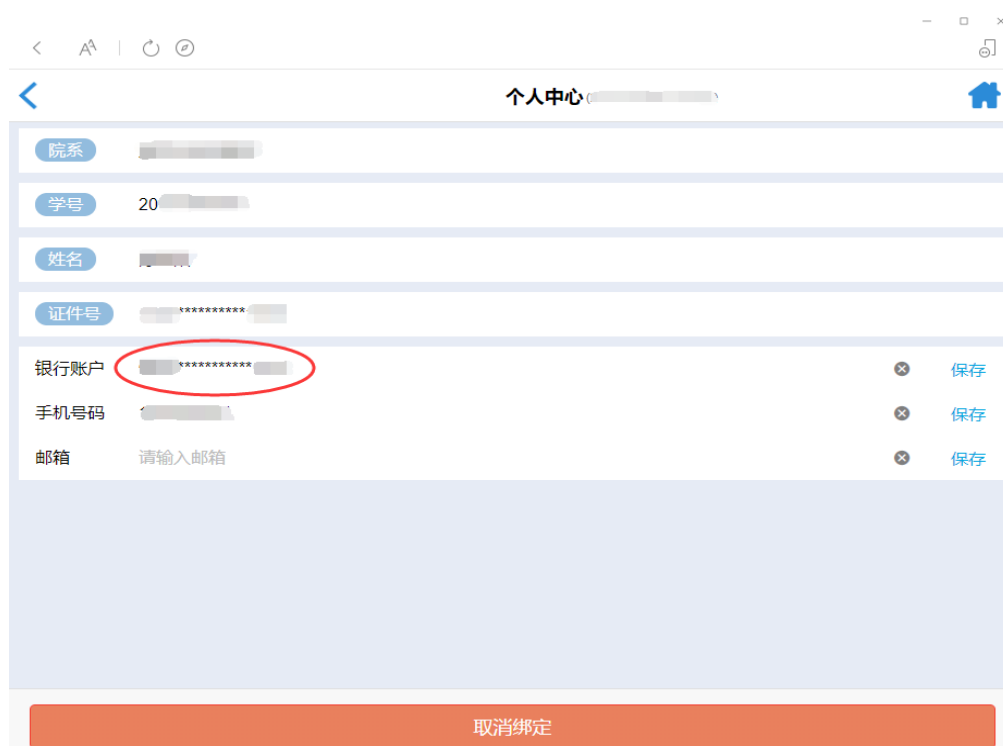 个人中心
院系
学号 20
姓名
证件号 **********
银行账户 *********** 保存
手机号码 保存
邮箱 请输入邮箱 保存
取消绑定